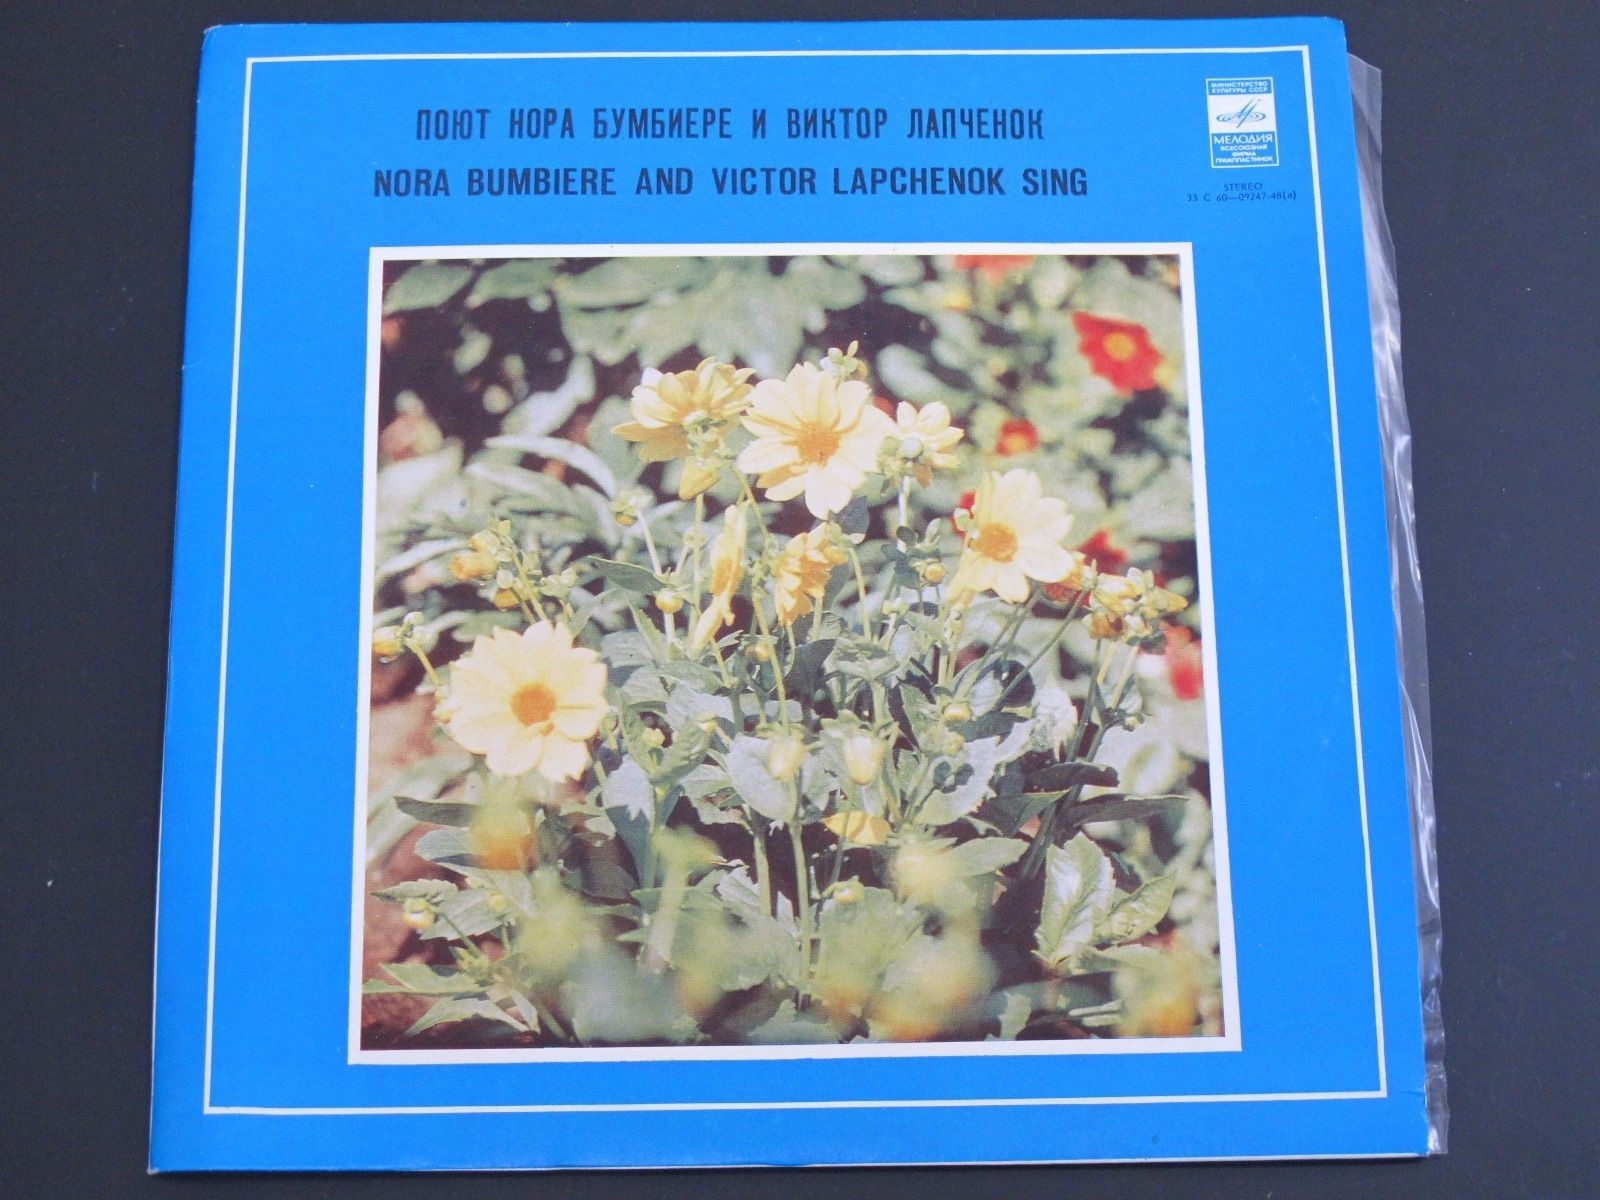 ПОЮТ НОРА БУМБИЕРЕ И ВИКТОР ЛАПЧЕНОК
NORA BUMBIERE AND VICTOR LAPCHENOK SING
МИНИСТЕРСТВО
КУЛЬТУРЫ СССР
МЕЛОДИЯ
ВСЕСОЮЗНАЯ
ФИРМА
ГРАМПЛАСТИНОК
STEREO
33 С 60—09247-48(а)